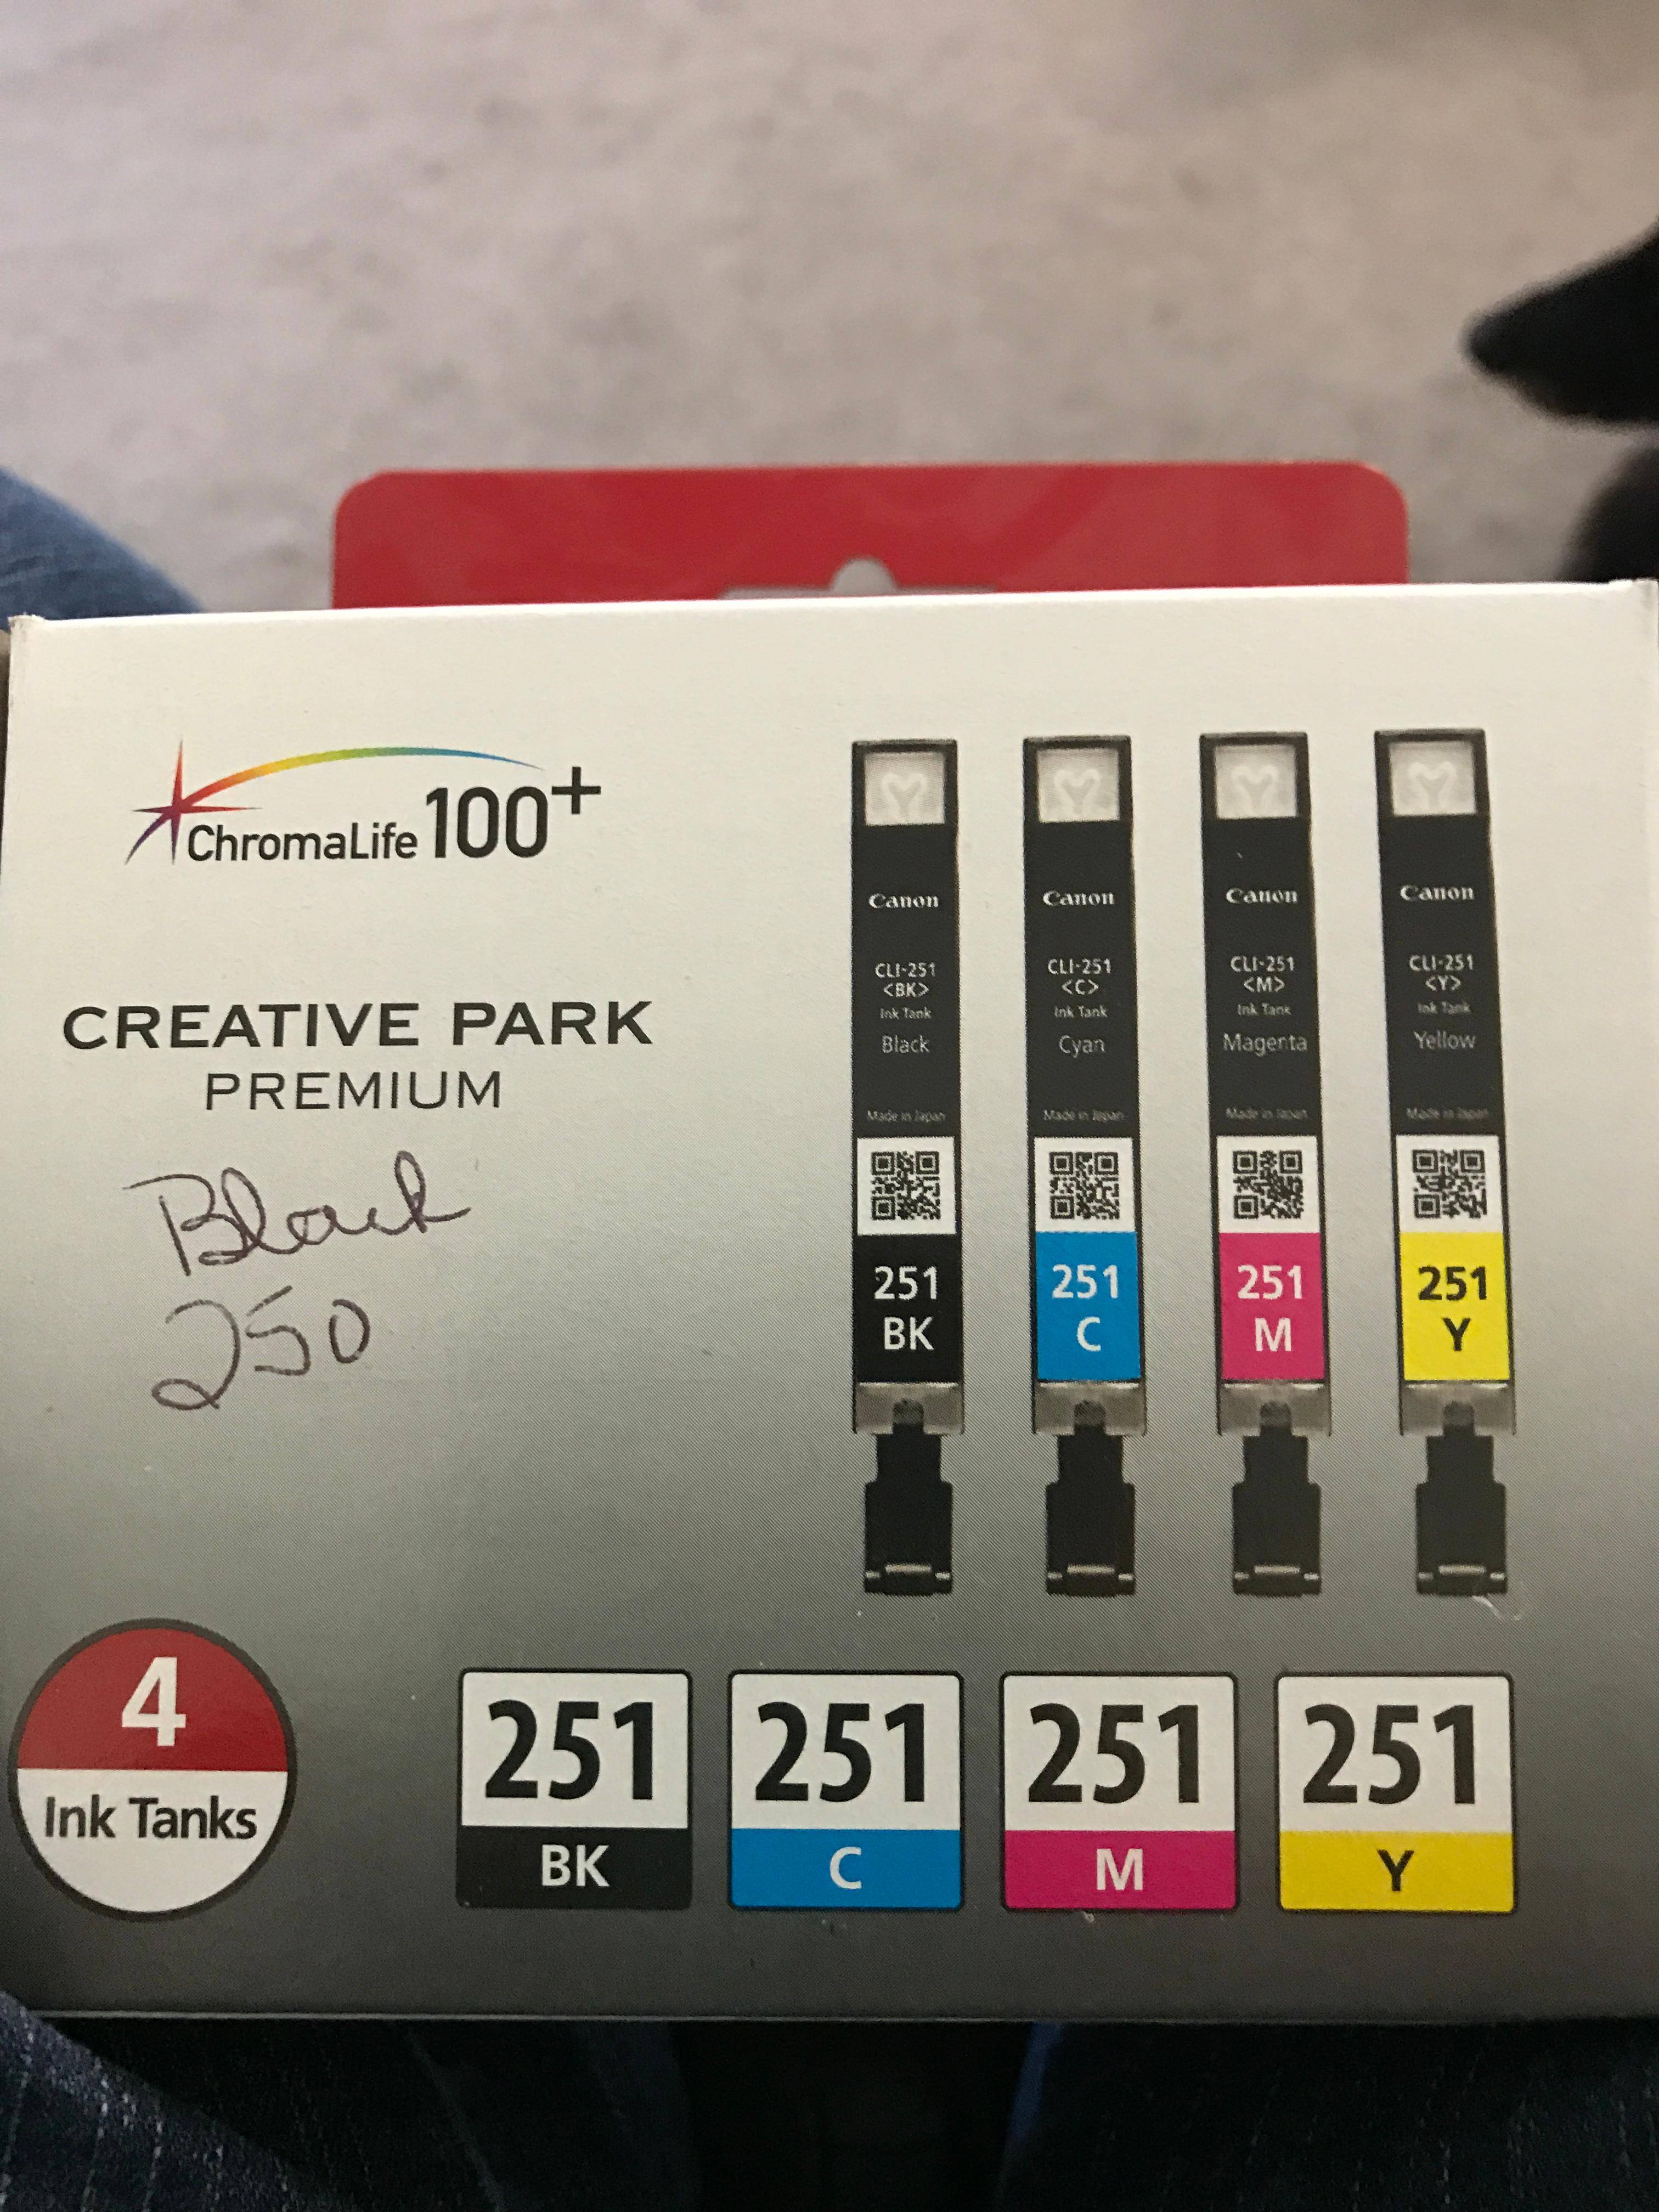 ChromaLife100+
CREATIVE PARK
PREMIUM
Black
250
Canon
CLI-251
<BK>
Ink Tank
Black
Made in Japan
251
BK
Canon
CLI-251
<C>
Ink Tank
Cyan
Made in Japan
251
C
Canon
CLI-251
<M>
Ink Tank
Magenta
Made in Japan
251
M
Canon
CLI-251
<Y>
Ink Tank
Yellow
Made in Japan
251
Y
4
Ink Tanks
251
BK
251
C
251
M
251
Y